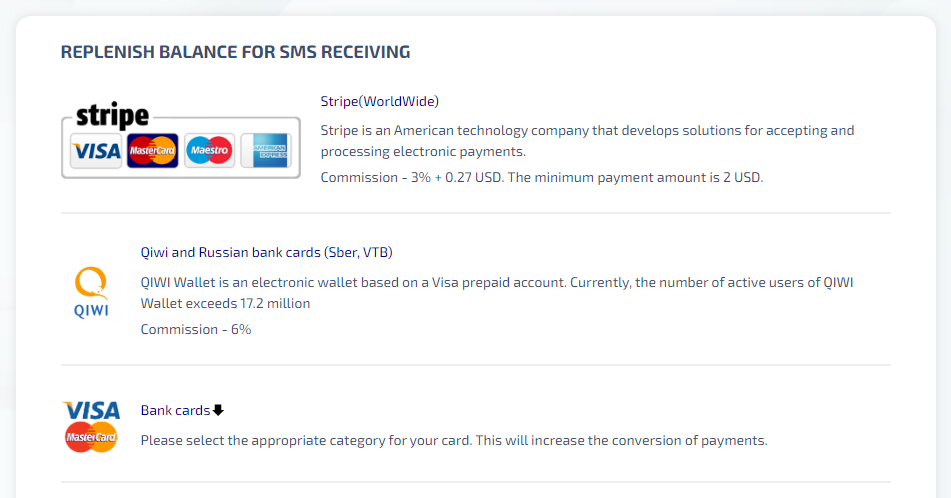 REPLENISH BALANCE FOR SMS RECEIVING
stripe
VISA MasterCard Maestro AMERICAN EXPRESS
Stripe(WorldWide)
Stripe is an American technology company that develops solutions for accepting and
processing electronic payments.
Commission - 3% + 0.27 USD. The minimum payment amount is 2 USD.
QIWI
Qiwi and Russian bank cards (Sber, VTB)
QIWI Wallet is an electronic wallet based on a Visa prepaid account. Currently, the number of active users of QIWI
Wallet exceeds 17.2 million
Commission - 6%
VISA
MasterCard
Bank cards
Please select the appropriate category for your card. This will increase the conversion of payments.